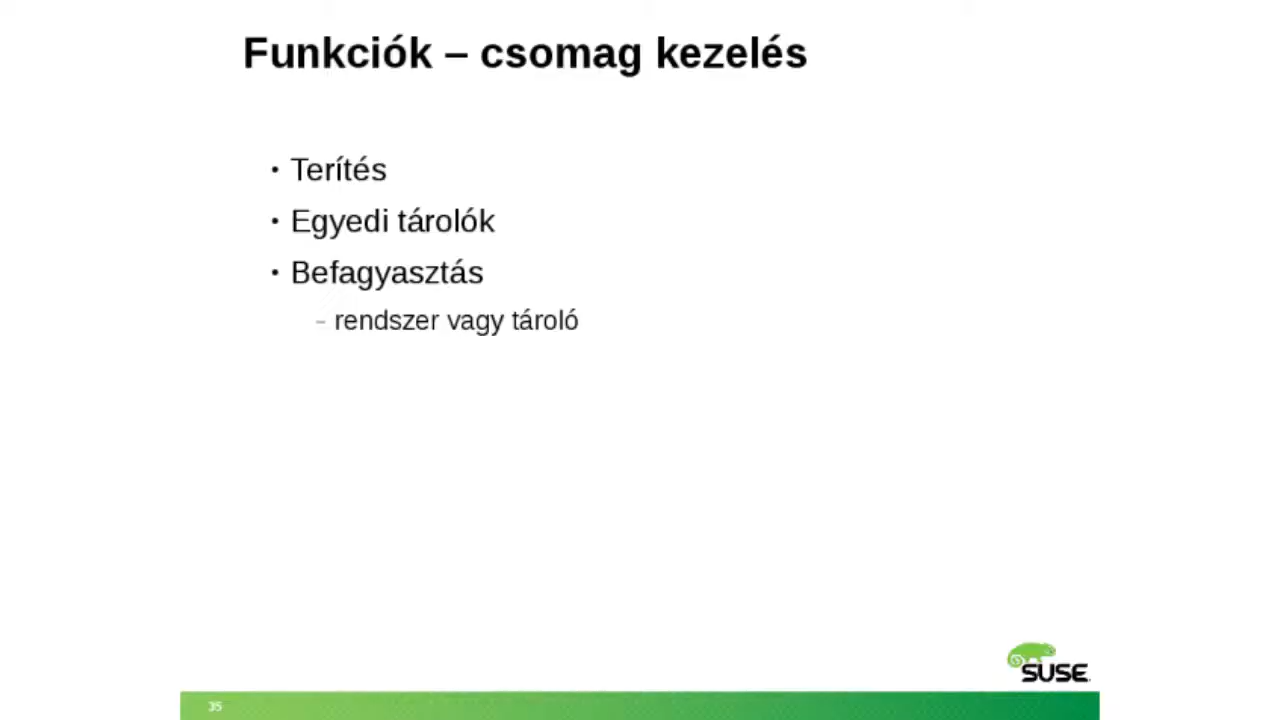 Funkciók – csomag kezelés
• Terítés
• Egyedi tárolók
• Befagyasztás
– rendszer vagy tároló
SUSE
35